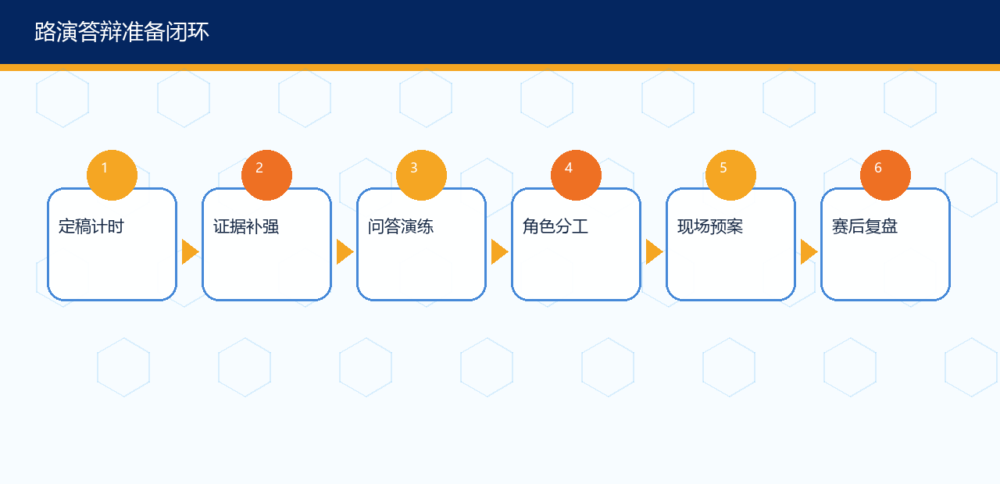 路演答辩准备闭环
1
定稿计时
2
证据补强
3
问答演练
4
角色分工
5
现场预案
6
赛后复盘